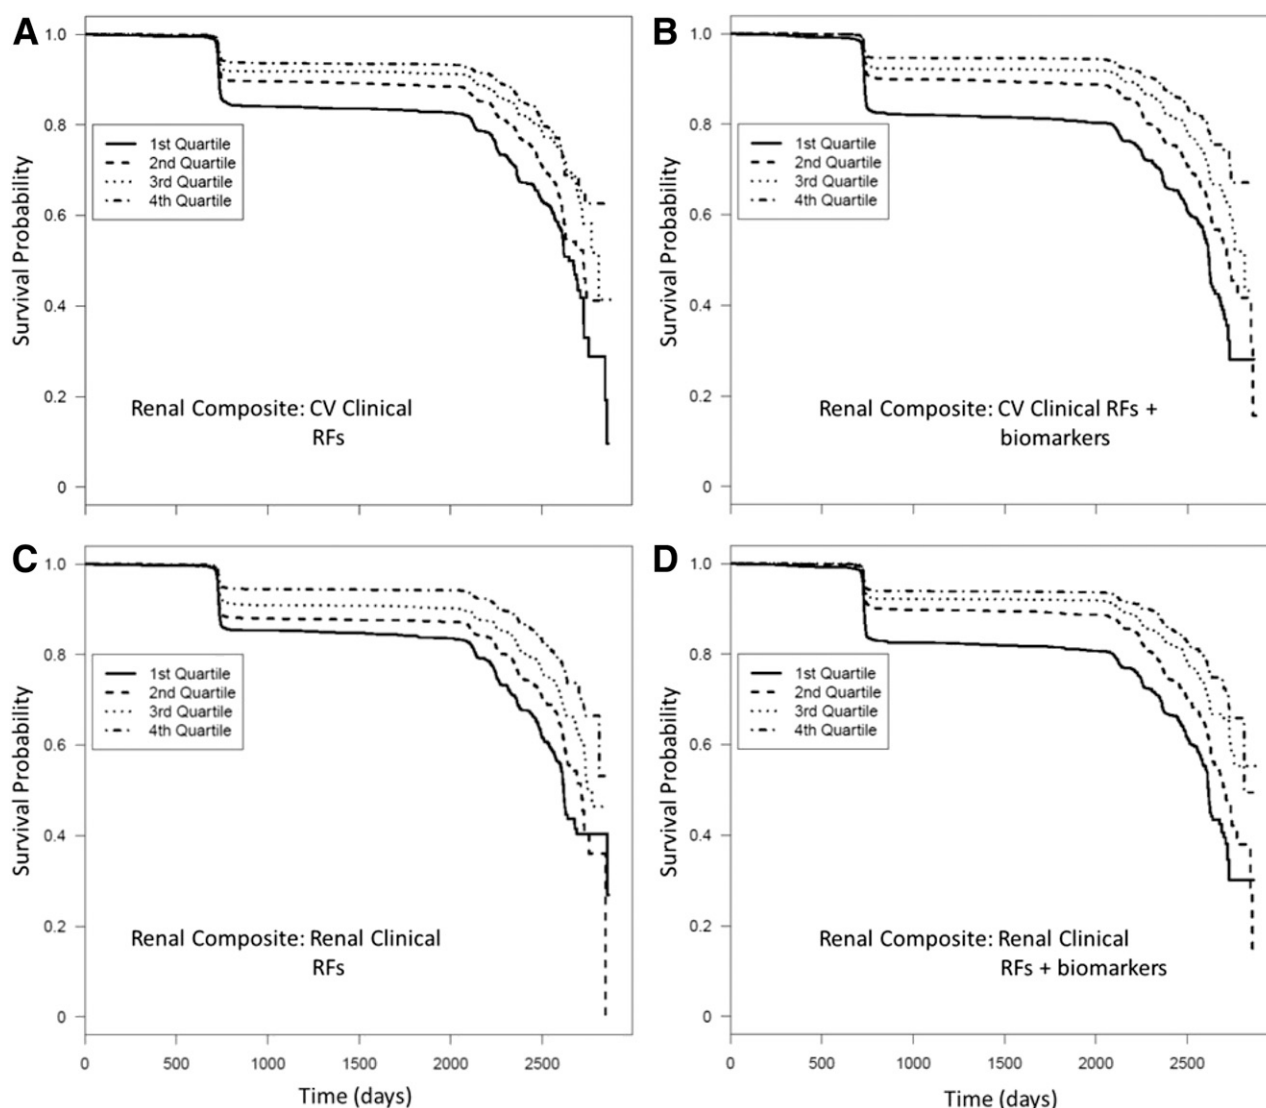 A
1.0
0.8
0.6
0.4
0.2
0
Survival Probability
1st Quartile
2nd Quartile
3rd Quartile
4th Quartile
Renal Composite: CV Clinical
RFs
B
1.0
0.8
0.6
0.4
0.2
0
Survival Probability
1st Quartile
2nd Quartile
3rd Quartile
4th Quartile
Renal Composite: CV Clinical RFs +
biomarkers
C
1.0
0.8
0.6
0.4
0.2
0
Survival Probability
1st Quartile
2nd Quartile
3rd Quartile
4th Quartile
Renal Composite: Renal Clinical
RFs
0 500 1000 1500 2000 2500
Time (days)
D
1.0
0.8
0.6
0.4
0.2
0
Survival Probability
1st Quartile
2nd Quartile
3rd Quartile
4th Quartile
Renal Composite: Renal Clinical
RFs + biomarkers
0 500 1000 1500 2000 2500
Time (days)